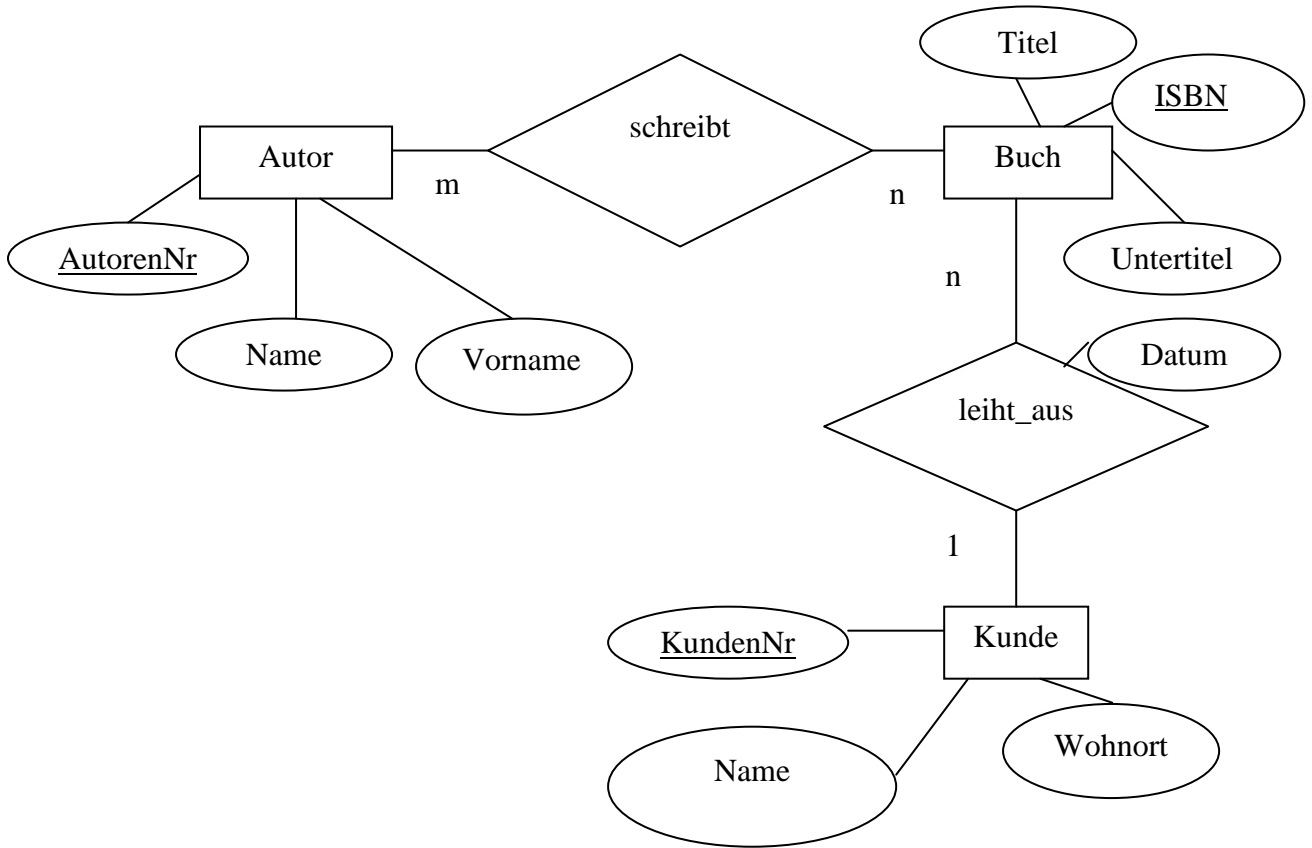 Titel
ISBN
schreibt
Autor
Buch
m
n
AutorenNr
Untertitel
n
Name
Vorname
Datum
leiht_aus
1
KundenNr
Kunde
Wohnort
Name